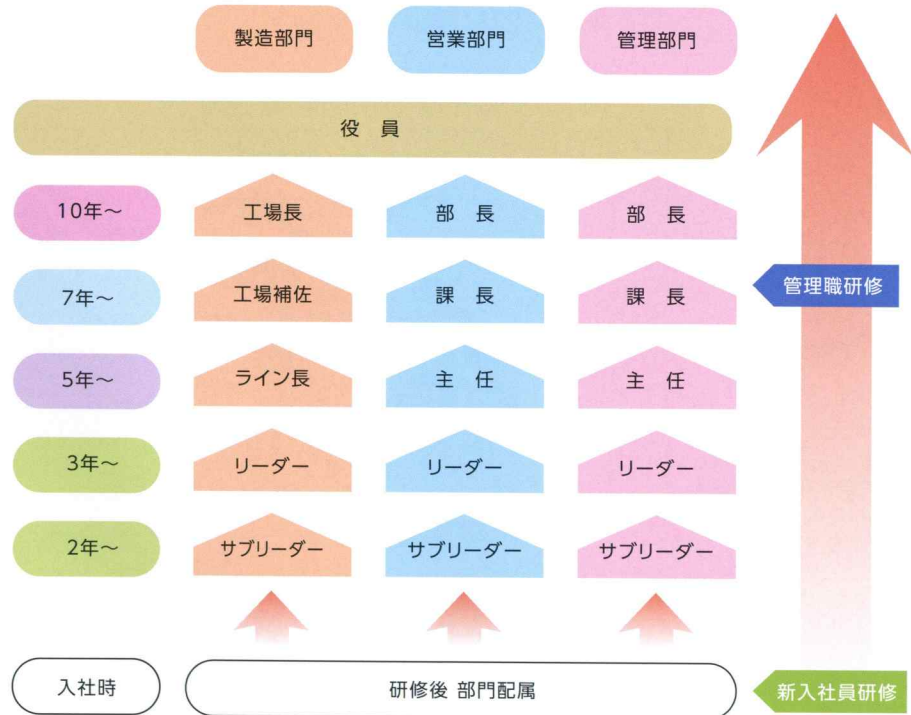 製造部門
営業部門
管理部門
役 員
10年～
工場長
部 長
部 長
7年～
工場補佐
課 長
課 長
管理職研修
5年～
ライン長
主 任
主 任
3年～
リーダー
リーダー
リーダー
2年～
サブリーダー
サブリーダー
サブリーダー
入社時
研修後 部門配属
新入社員研修